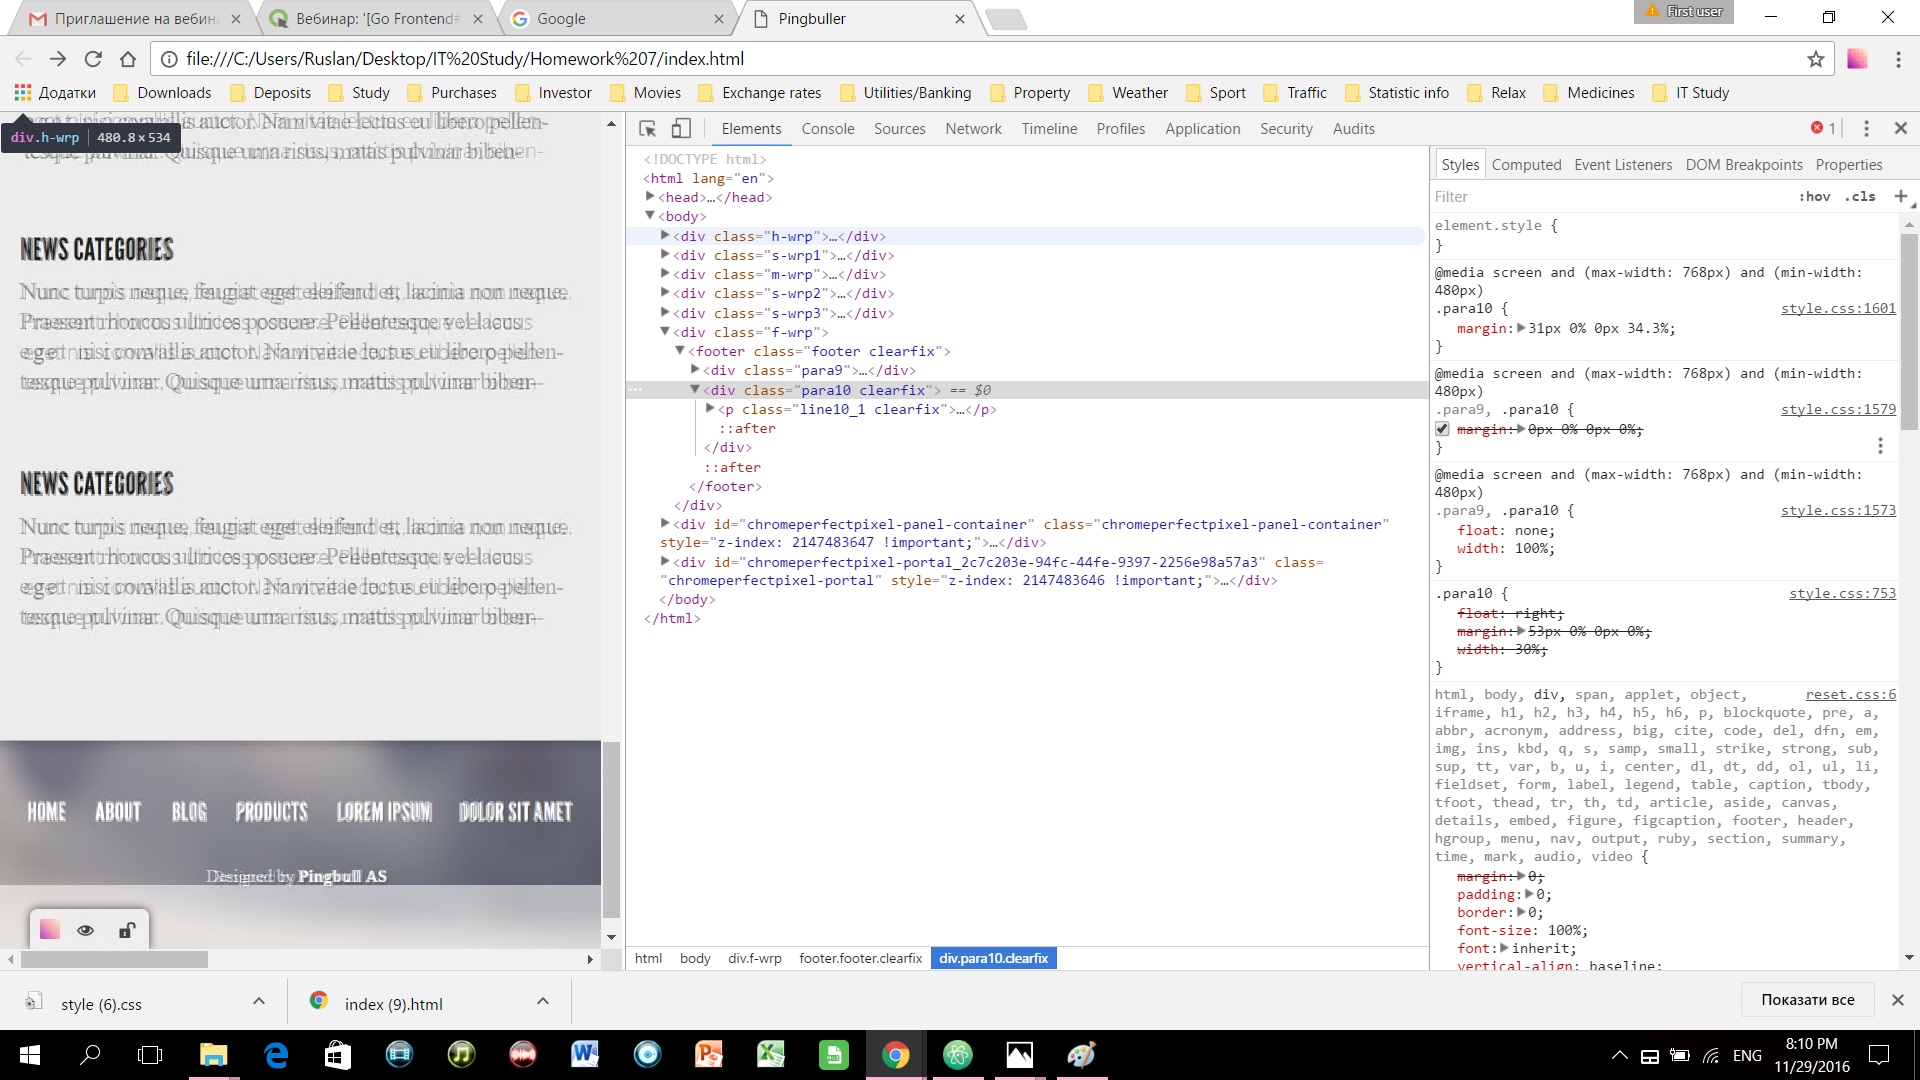 Приглашение на вебина
Вебинар: '[Go Frontend#
Google
Pingbuller
First user
file:///C:/Users/Ruslan/Desktop/IT%20Study/Homework%207/index.html
Додатки Downloads Deposits Study Purchases Investor Movies Exchange rates Utilities/Banking Property Weather Sport Traffic Statistic info Relax Medicines IT Study
div.h-wrp 480.8 × 534
eget nisi convallis auctor. Nam vitae lectus eu libero pellen-
tesque pulvinar. Quisque urna risus, mattis pulvinar biben-
NEWS CATEGORIES
Nunc turpis neque, feugiat eget eleifend et, lacinia non neque.
Praesent rhoncus ultrices posuere. Pellentesque vel lacus
eget nisi convallis auctor. Nam vitae lectus eu libero pellen-
tesque pulvinar. Quisque urna risus, mattis pulvinar biben-
NEWS CATEGORIES
Nunc turpis neque, feugiat eget eleifend et, lacinia non neque.
Praesent rhoncus ultrices posuere. Pellentesque vel lacus
eget nisi convallis auctor. Nam vitae lectus eu libero pellen-
tesque pulvinar. Quisque urna risus, mattis pulvinar biben-
HOME ABOUT BLOG PRODUCTS LOREM IPSUM DOLOR SIT AMET
Designed by Pingbull AS
Elements Console Sources Network Timeline Profiles Application Security Audits 1
<!DOCTYPE html>
<html lang="en">
<head>…</head>
<body>
<div class="h-wrp">…</div>
<div class="s-wrp1">…</div>
<div class="m-wrp">…</div>
<div class="s-wrp2">…</div>
<div class="s-wrp3">…</div>
<div class="f-wrp">
<footer class="footer clearfix">
<div class="para9">…</div>
<div class="para10 clearfix"> == $0
<p class="line10_1 clearfix">…</p>
::after
</div>
::after
</footer>
</div>
<div id="chromeperfectpixel-panel-container" class="chromeperfectpixel-panel-container"
style="z-index: 2147483647 !important;">…</div>
<div id="chromeperfectpixel-portal_2c7c203e-94fc-44fe-9397-2256e98a57a3" class=
"chromeperfectpixel-portal" style="z-index: 2147483646 !important;">…</div>
</body>
</html>
html body div.f-wrp footer.footer.clearfix div.para10.clearfix
Styles Computed Event Listeners DOM Breakpoints Properties
Filter :hov .cls +
element.style {
}
@media screen and (max-width: 768px) and (min-width:
480px)
.para10 { style.css:1601
margin: 31px 0% 0px 34.3%;
}
@media screen and (max-width: 768px) and (min-width:
480px)
.para9, .para10 { style.css:1579
margin: 0px 0% 0px 0%;
}
@media screen and (max-width: 768px) and (min-width:
480px)
.para9, .para10 { style.css:1573
float: none;
width: 100%;
}
.para10 { style.css:753
float: right;
margin: 53px 0% 0px 0%;
width: 30%;
}
html, body, div, span, applet, object, reset.css:6
iframe, h1, h2, h3, h4, h5, h6, p, blockquote, pre, a,
abbr, acronym, address, big, cite, code, del, dfn, em,
img, ins, kbd, q, s, samp, small, strike, strong, sub,
sup, tt, var, b, u, i, center, dl, dt, dd, ol, ul, li,
fieldset, form, label, legend, table, caption, tbody,
tfoot, thead, tr, th, td, article, aside, canvas,
details, embed, figure, figcaption, footer, header,
hgroup, menu, nav, output, ruby, section, summary,
time, mark, audio, video {
margin: 0;
padding: 0;
border: 0;
font-size: 100%;
font: inherit;
vertical-align: baseline;
style (6).css
index (9).html
Показати все
ENG
8:10 PM
11/29/2016